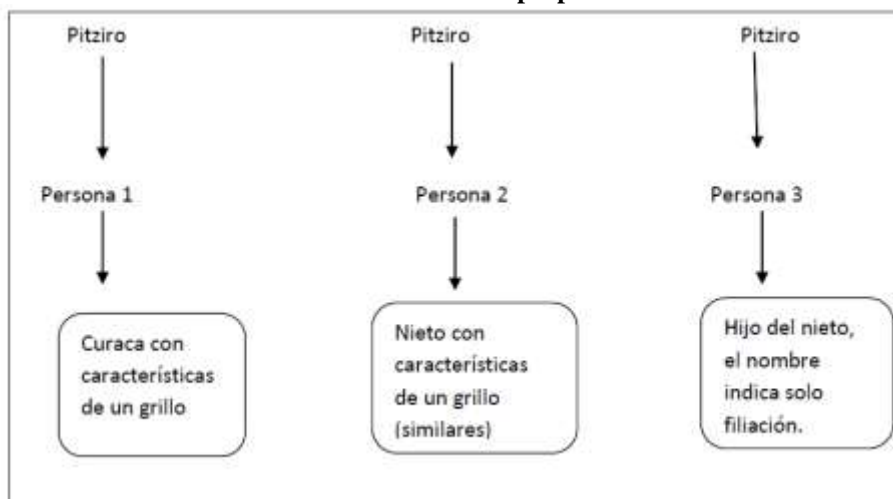 Pitziro
Pitziro
Pitziro
Persona 1
Persona 2
Persona 3
Curaca con
características
de un grillo
Nieto con
características
de un grillo
(similares)
Hijo del nieto,
el nombre
indica solo
filiación.